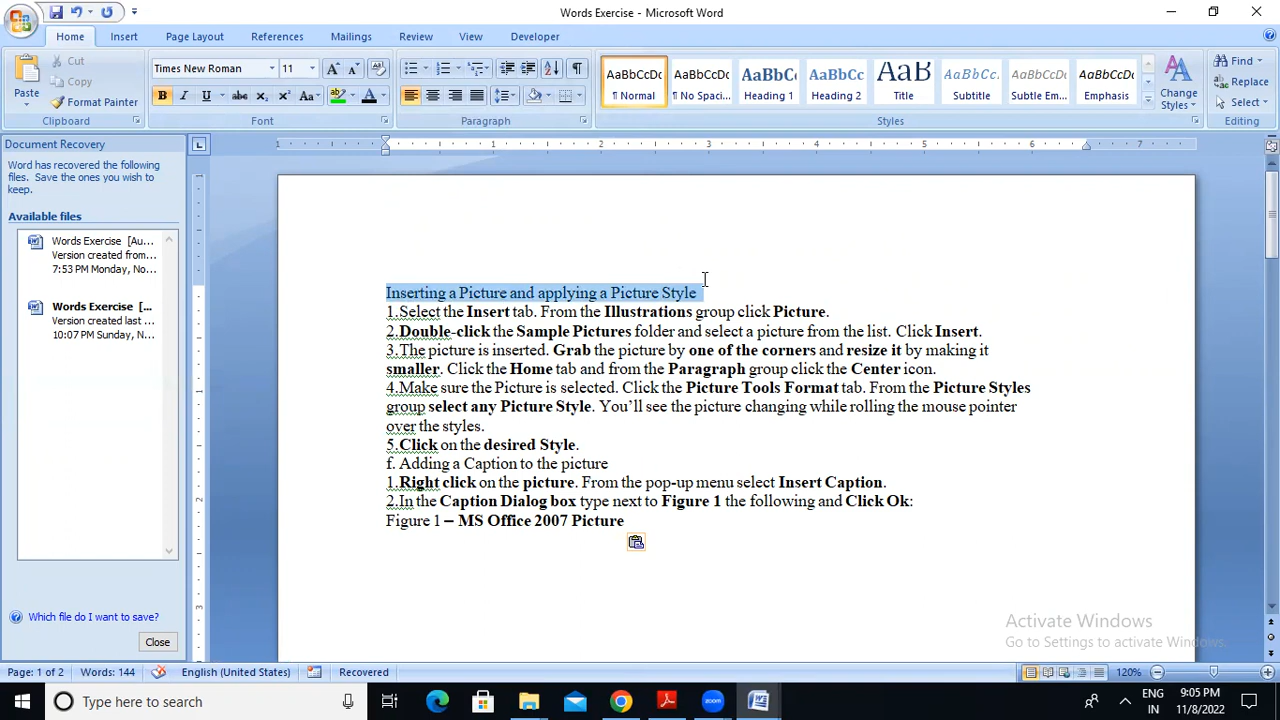 Words Exercise - Microsoft Word
Home Insert Page Layout References Mailings Review View Developer
Paste
Cut
Copy
Format Painter
Clipboard
Times New Roman 11
Font
Paragraph
AaBbCcDc AaBbCcDc AaBbCc AaBbCc AaB AaBbCc. AaBbCcDc AaBbCcDc
¶ Normal ¶ No Spaci... Heading 1 Heading 2 Title Subtitle Subtle Em... Emphasis
Change Styles
Styles
Find
Replace
Select
Editing
Document Recovery
Word has recovered the following
files. Save the ones you wish to
keep.
Available files
Words Exercise [Au...
Version created from...
7:53 PM Monday, No...
Words Exercise [...
Version created last...
10:07 PM Sunday, N...
Which file do I want to save?
Close
1 1 2 3 4 5 6 7
Inserting a Picture and applying a Picture Style
1.Select the Insert tab. From the Illustrations group click Picture.
2.Double-click the Sample Pictures folder and select a picture from the list. Click Insert.
3.The picture is inserted. Grab the picture by one of the corners and resize it by making it
smaller. Click the Home tab and from the Paragraph group click the Center icon.
4.Make sure the Picture is selected. Click the Picture Tools Format tab. From the Picture Styles
group select any Picture Style. You’ll see the picture changing while rolling the mouse pointer
over the styles.
5.Click on the desired Style.
f. Adding a Caption to the picture
1.Right click on the picture. From the pop-up menu select Insert Caption.
2.In the Caption Dialog box type next to Figure 1 the following and Click Ok:
Figure 1 – MS Office 2007 Picture
Activate Windows
Go to Settings to activate Windows.
Page: 1 of 2 Words: 144 English (United States) Recovered 120%
Type here to search
ENG
IN
9:05 PM
11/8/2022